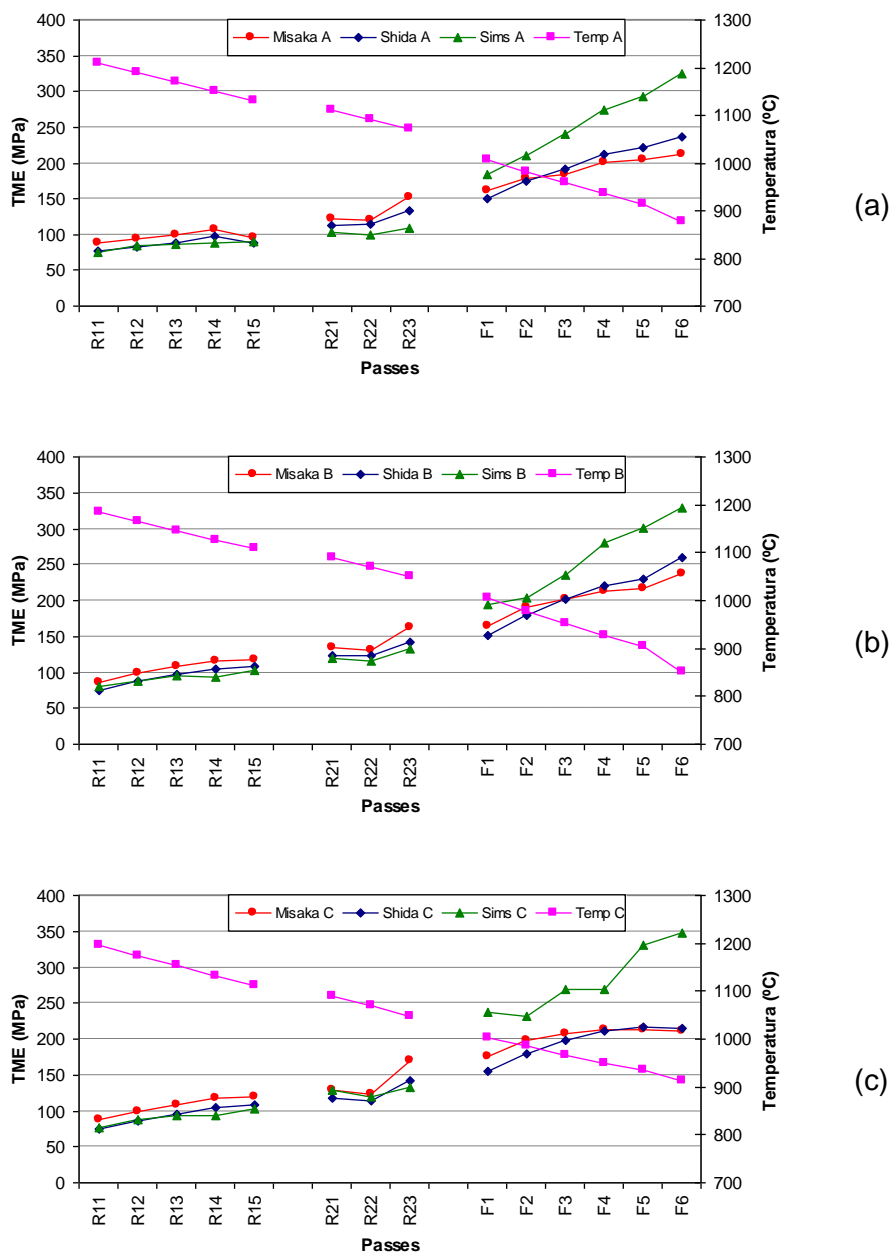 400 1300
Misaka A Shida A Sims A Temp A
350 1200
300
1100
250
200 1000
150 900
100
800
50
0 700
TME (MPa)
Temperatura (ºC)
(a)
R11 R12 R13 R14 R15 R21 R22 R23 F1 F2 F3 F4 F5 F6
Passes
400 1300
Misaka B Shida B Sims B Temp B
350 1200
300
1100
250
200 1000
150 900
100
800
50
0 700
TME (MPa)
Temperatura (ºC)
(b)
R11 R12 R13 R14 R15 R21 R22 R23 F1 F2 F3 F4 F5 F6
Passes
400 1300
Misaka C Shida C Sims C Temp C
350 1200
300
1100
250
200 1000
150 900
100
800
50
0 700
TME (MPa)
Temperatura (ºC)
(c)
R11 R12 R13 R14 R15 R21 R22 R23 F1 F2 F3 F4 F5 F6
Passes